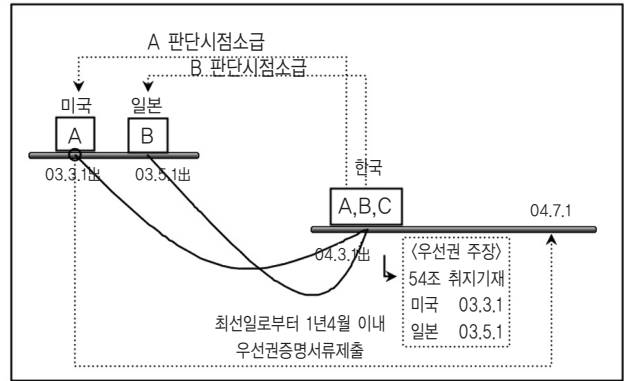 A 판단시점소급
B 판단시점소급
미국
일본
A
B
03.3.1出
03.5.1出
한국
A,B,C
04.7.1
04.3.1出
〈우선권 주장〉
54조 취지기재
미국 03.3.1
일본 03.5.1
최선일로부터 1년4월 이내
우선권증명서류제출